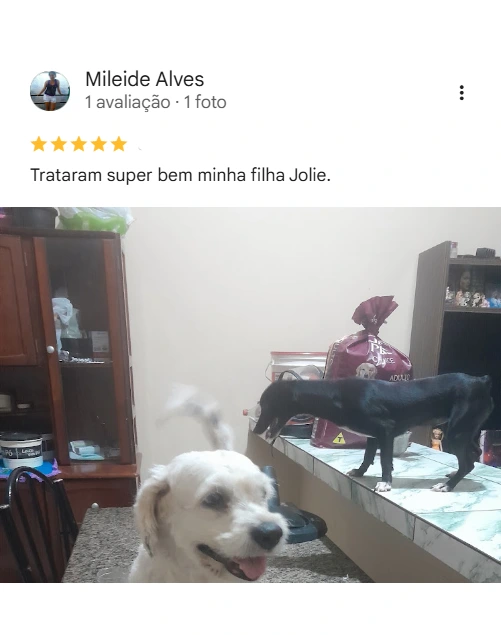 Mileide Alves
1 avaliação · 1 foto
Trataram super bem minha filha Jolie.